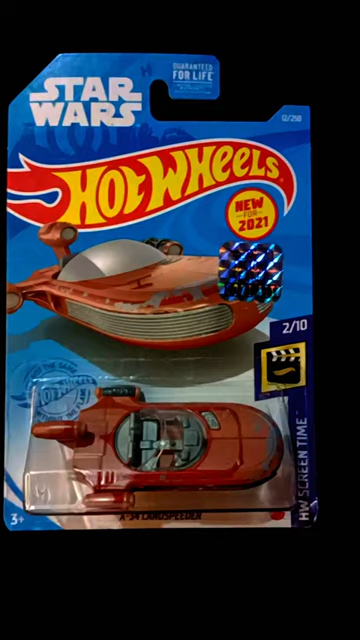 GUARANTEED
FOR LIFE
STAR
WARS
12/250
HOT WHEELS
NEW
FOR
2021
2/10
HW SCREEN TIME
X-34 LANDSPEEDER
3+